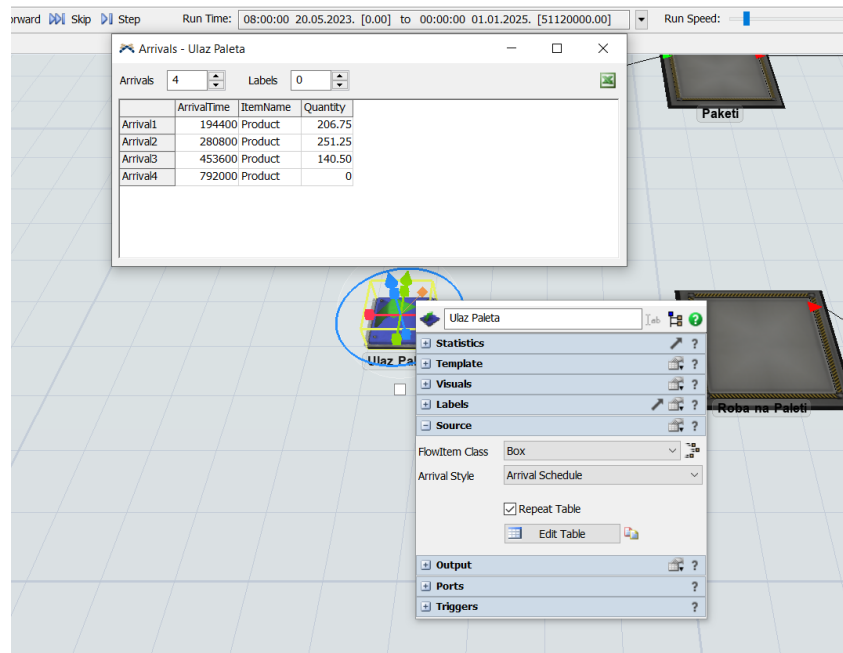 orward Skip Step Run Time: 08:00:00 20.05.2023. [0.00] to 00:00:00 01.01.2025. [51120000.00] Run Speed:
Arrivals - Ulaz Paleta
Arrivals 4 Labels 0
ArrivalTime ItemName Quantity
Arrival1 194400 Product 206.75
Arrival2 280800 Product 251.25
Arrival3 453600 Product 140.50
Arrival4 792000 Product 0
Paketi
Ulaz Pal
Ulaz Paleta
Statistics ?
Template ?
Visuals ?
Labels ?
Source ?
FlowItem Class Box
Arrival Style Arrival Schedule
Repeat Table
Edit Table
Output ?
Ports ?
Triggers ?
Roba na Paleti